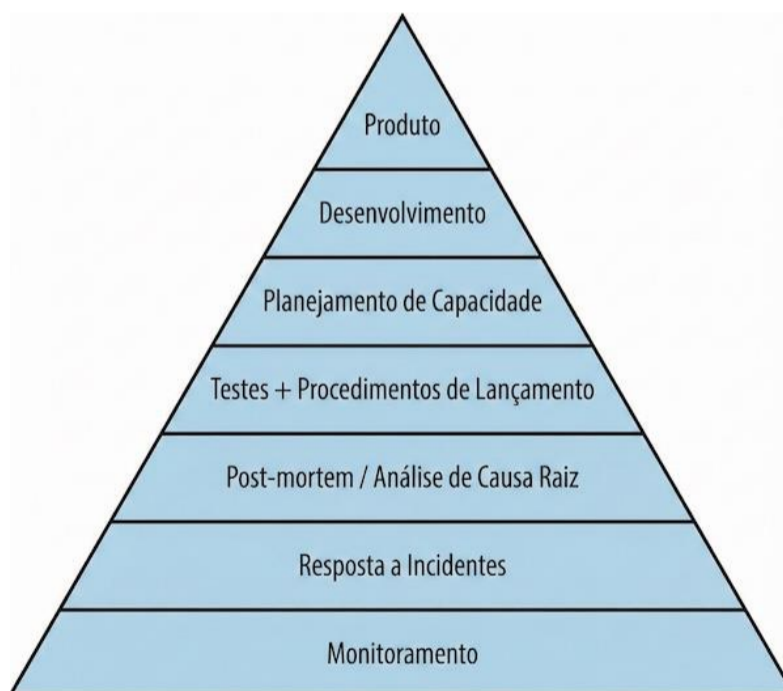 Produto
Desenvolvimento
Planejamento de Capacidade
Testes + Procedimentos de Lançamento
Post-mortem / Análise de Causa Raiz
Resposta a Incidentes
Monitoramento